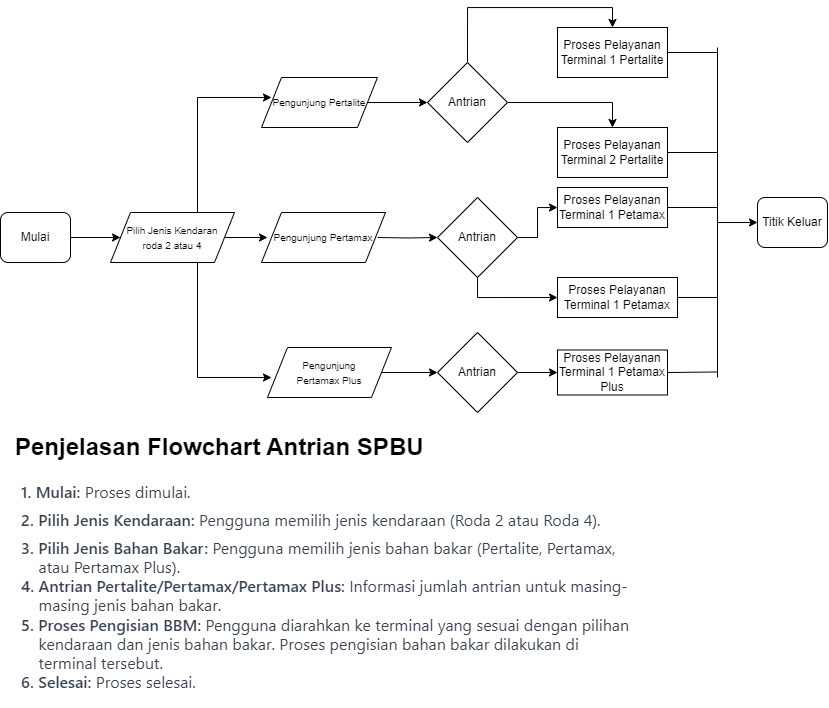 Proses Pelayanan
Terminal 1 Pertalite
Pengunjung Pertalite
Antrian
Proses Pelayanan
Terminal 2 Pertalite
Mulai
Pilih Jenis Kendaran
roda 2 atau 4
Pengunjung Pertamax
Antrian
Proses Pelayanan
Terminal 1 Petamax
Titik Keluar
Proses Pelayanan
Terminal 1 Petamax
Pengunjung
Pertamax Plus
Antrian
Proses Pelayanan
Terminal 1 Petamax
Plus
Penjelasan Flowchart Antrian SPBU
1. Mulai: Proses dimulai.
2. Pilih Jenis Kendaraan: Pengguna memilih jenis kendaraan (Roda 2 atau Roda 4).
3. Pilih Jenis Bahan Bakar: Pengguna memilih jenis bahan bakar (Pertalite, Pertamax,
atau Pertamax Plus).
4. Antrian Pertalite/Pertamax/Pertamax Plus: Informasi jumlah antrian untuk masing-
masing jenis bahan bakar.
5. Proses Pengisian BBM: Pengguna diarahkan ke terminal yang sesuai dengan pilihan
kendaraan dan jenis bahan bakar. Proses pengisian bahan bakar dilakukan di
terminal tersebut.
6. Selesai: Proses selesai.